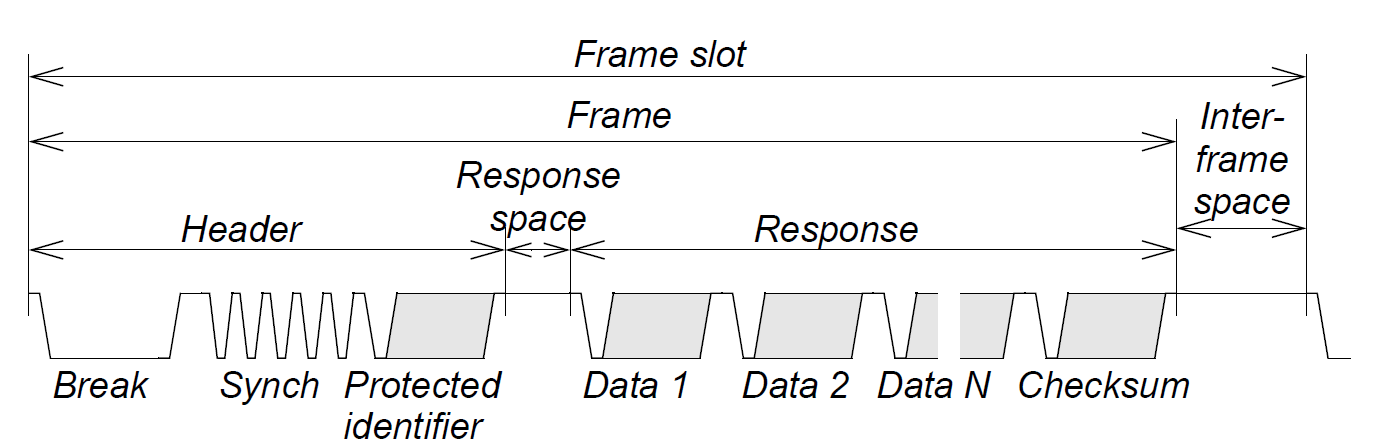 Frame slot
Frame
Inter-
frame
space
Response
space
Header
Response
Break
Synch
Protected
identifier
Data 1
Data 2
Data N
Checksum